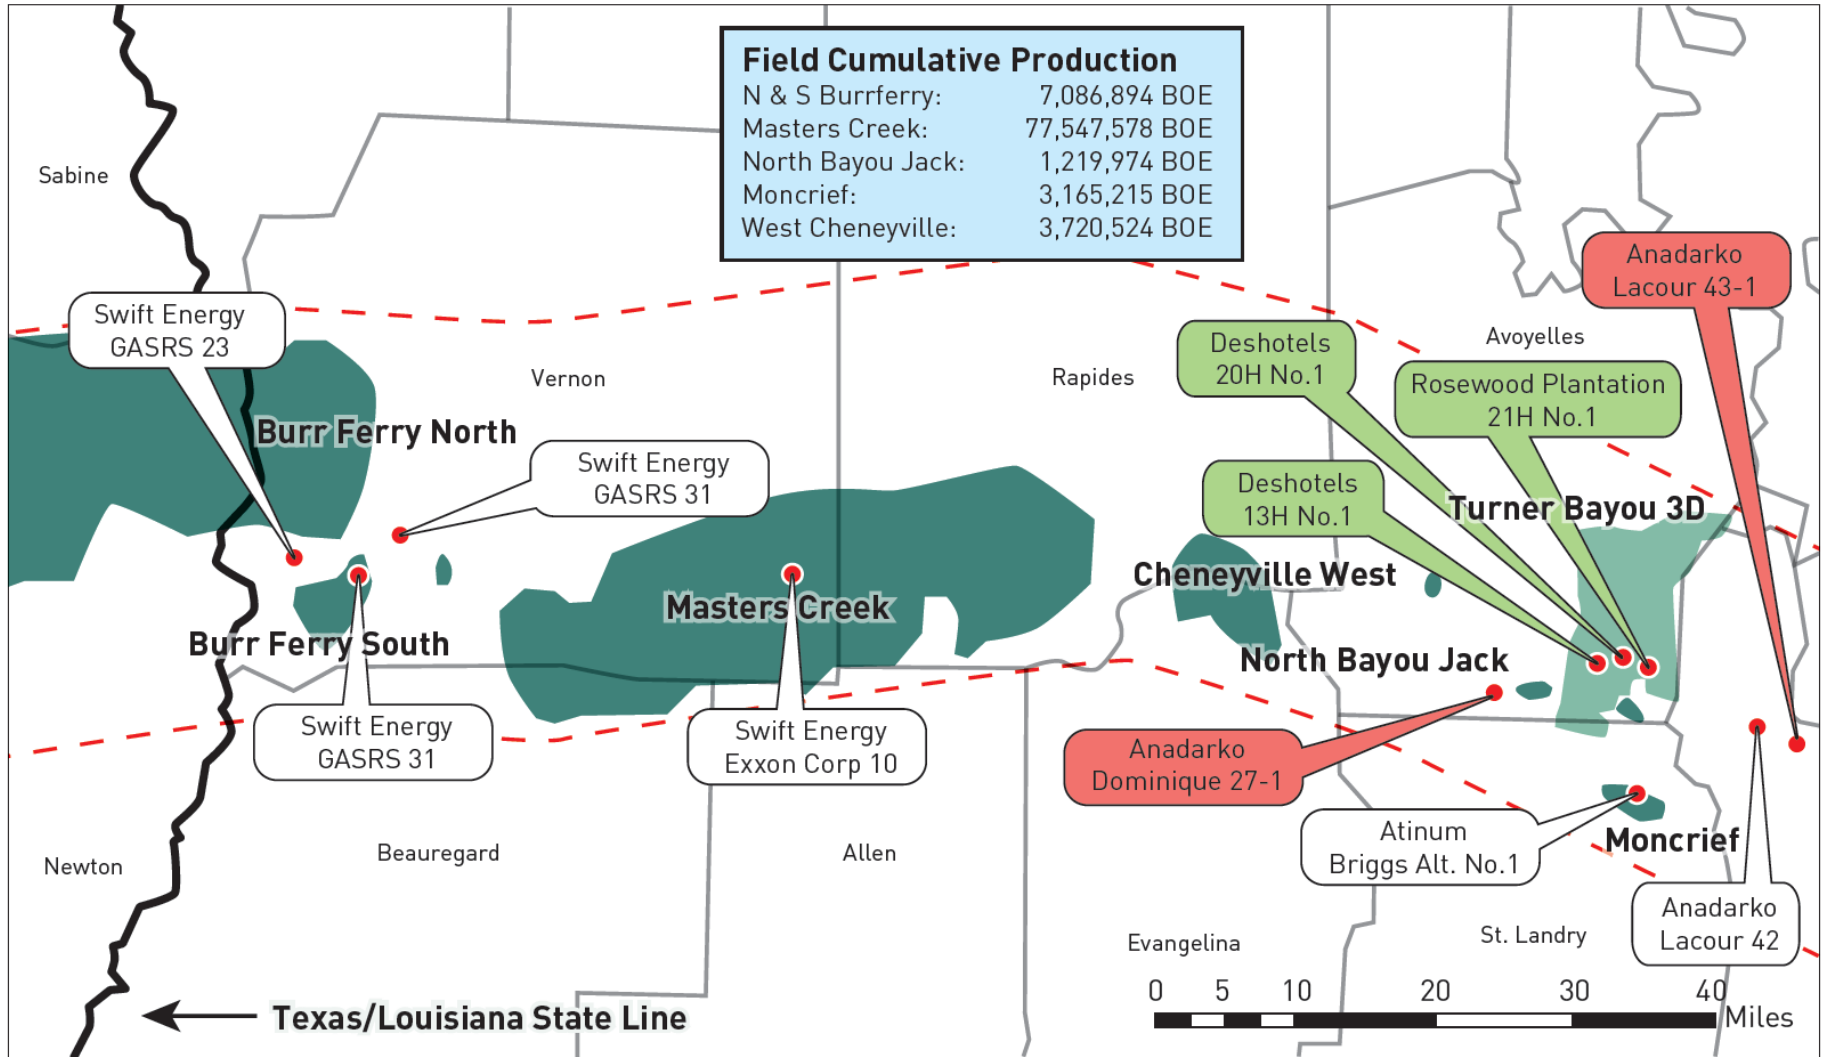 Field Cumulative Production
N & S Burrferry: 7,086,894 BOE
Masters Creek: 77,547,578 BOE
North Bayou Jack: 1,219,974 BOE
Moncrief: 3,165,215 BOE
West Cheneyville: 3,720,524 BOE
Sabine
Anadarko
Lacour 43-1
Swift Energy
GASRS 23
Avoyelles
Deshotels
20H No.1
Vernon
Rapides
Rosewood Plantation
21H No.1
Burr Ferry North
Swift Energy
GASRS 31
Deshotels
13H No.1
Turner Bayou 3D
Cheneyville West
Masters Creek
Burr Ferry South
North Bayou Jack
Swift Energy
GASRS 31
Swift Energy
Exxon Corp 10
Anadarko
Dominique 27-1
Atinum
Briggs Alt. No.1
Moncrief
Newton
Beauregard
Allen
Anadarko
Lacour 42
Evangelina
St. Landry
0 5 10 20 30 40
Miles
Texas/Louisiana State Line